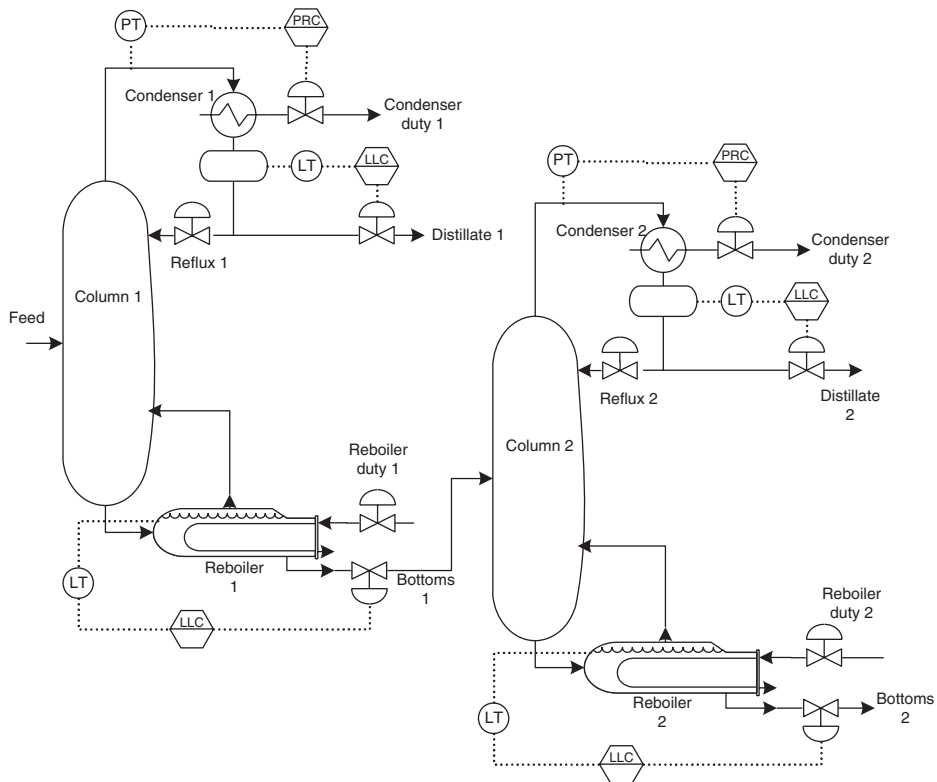 PT
PRC
Condenser 1
Condenser
duty 1
LT
LLC
Reflux 1
Distillate 1
Column 1
Feed
Reboiler
duty 1
Reboiler
1
Bottoms
1
LT
LLC
PT
PRC
Condenser 2
Condenser
duty 2
LT
LLC
Reflux 2
Distillate
2
Column 2
Reboiler
duty 2
Reboiler
2
Bottoms
2
LT
LLC